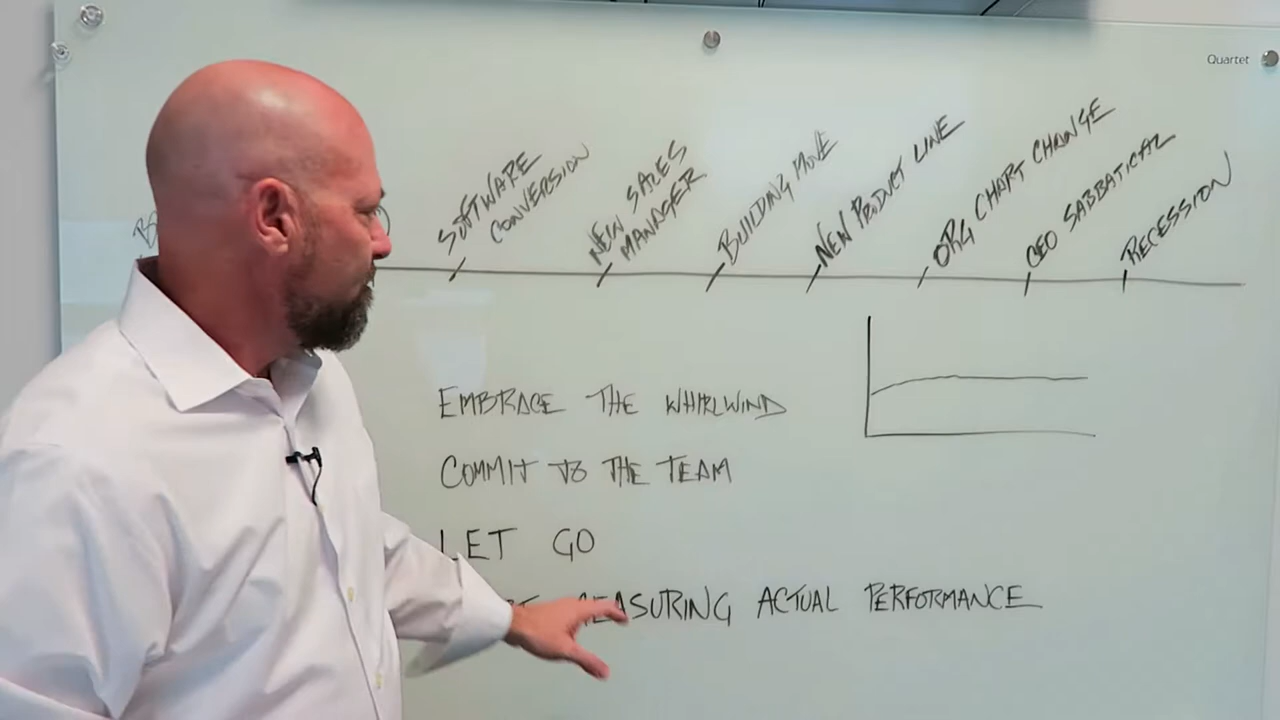 Quartet
SOFTWARE
CONVERSION
NEW SALES
MANAGER
BUILDING MOVE
NEW PRODUCT LINE
ORG CHART CHANGE
CEO SABBATICAL
RECESSION
EMBRACE THE WHIRLWIND
COMMIT TO THE TEAM
LET GO
MEASURING ACTUAL PERFORMANCE